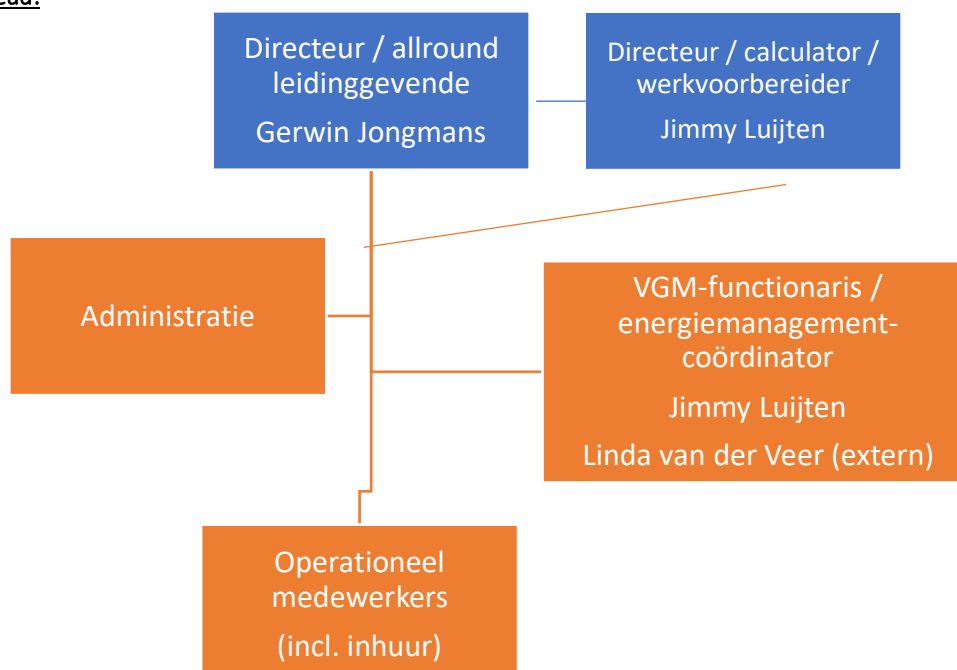 Directeur / allround
leidinggevende
Gerwin Jongmans
Directeur / calculator /
werkvoorbereider
Jimmy Luijten
Administratie
VGM-functionaris /
energiemanagement-
coördinator
Jimmy Luijten
Linda van der Veer (extern)
Operationeel
medewerkers
(incl. inhuur)